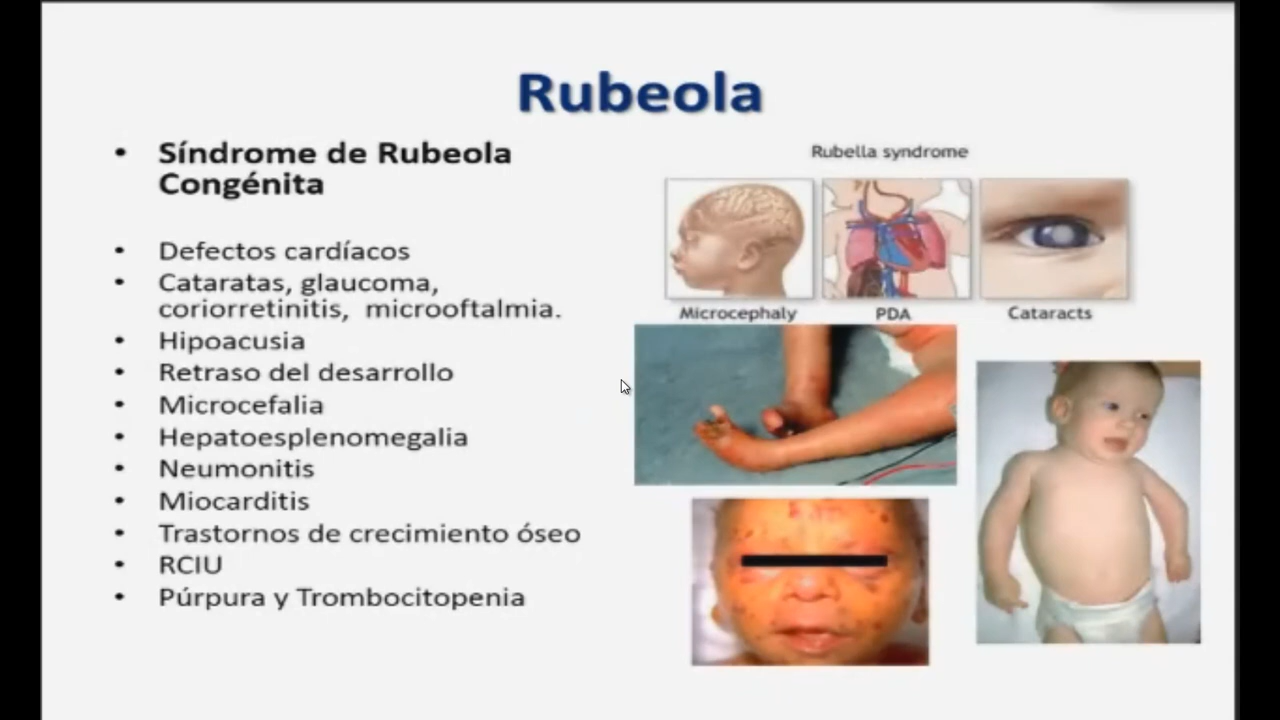 Rubeola
• Síndrome de Rubeola
Congénita
• Defectos cardíacos
• Cataratas, glaucoma,
coriorretinitis, microoftalmia.
• Hipoacusia
• Retraso del desarrollo
• Microcefalia
• Hepatoesplenomegalia
• Neumonitis
• Miocarditis
• Trastornos de crecimiento óseo
• RCIU
• Púrpura y Trombocitopenia
Rubella syndrome
Microcephaly
PDA
Cataracts